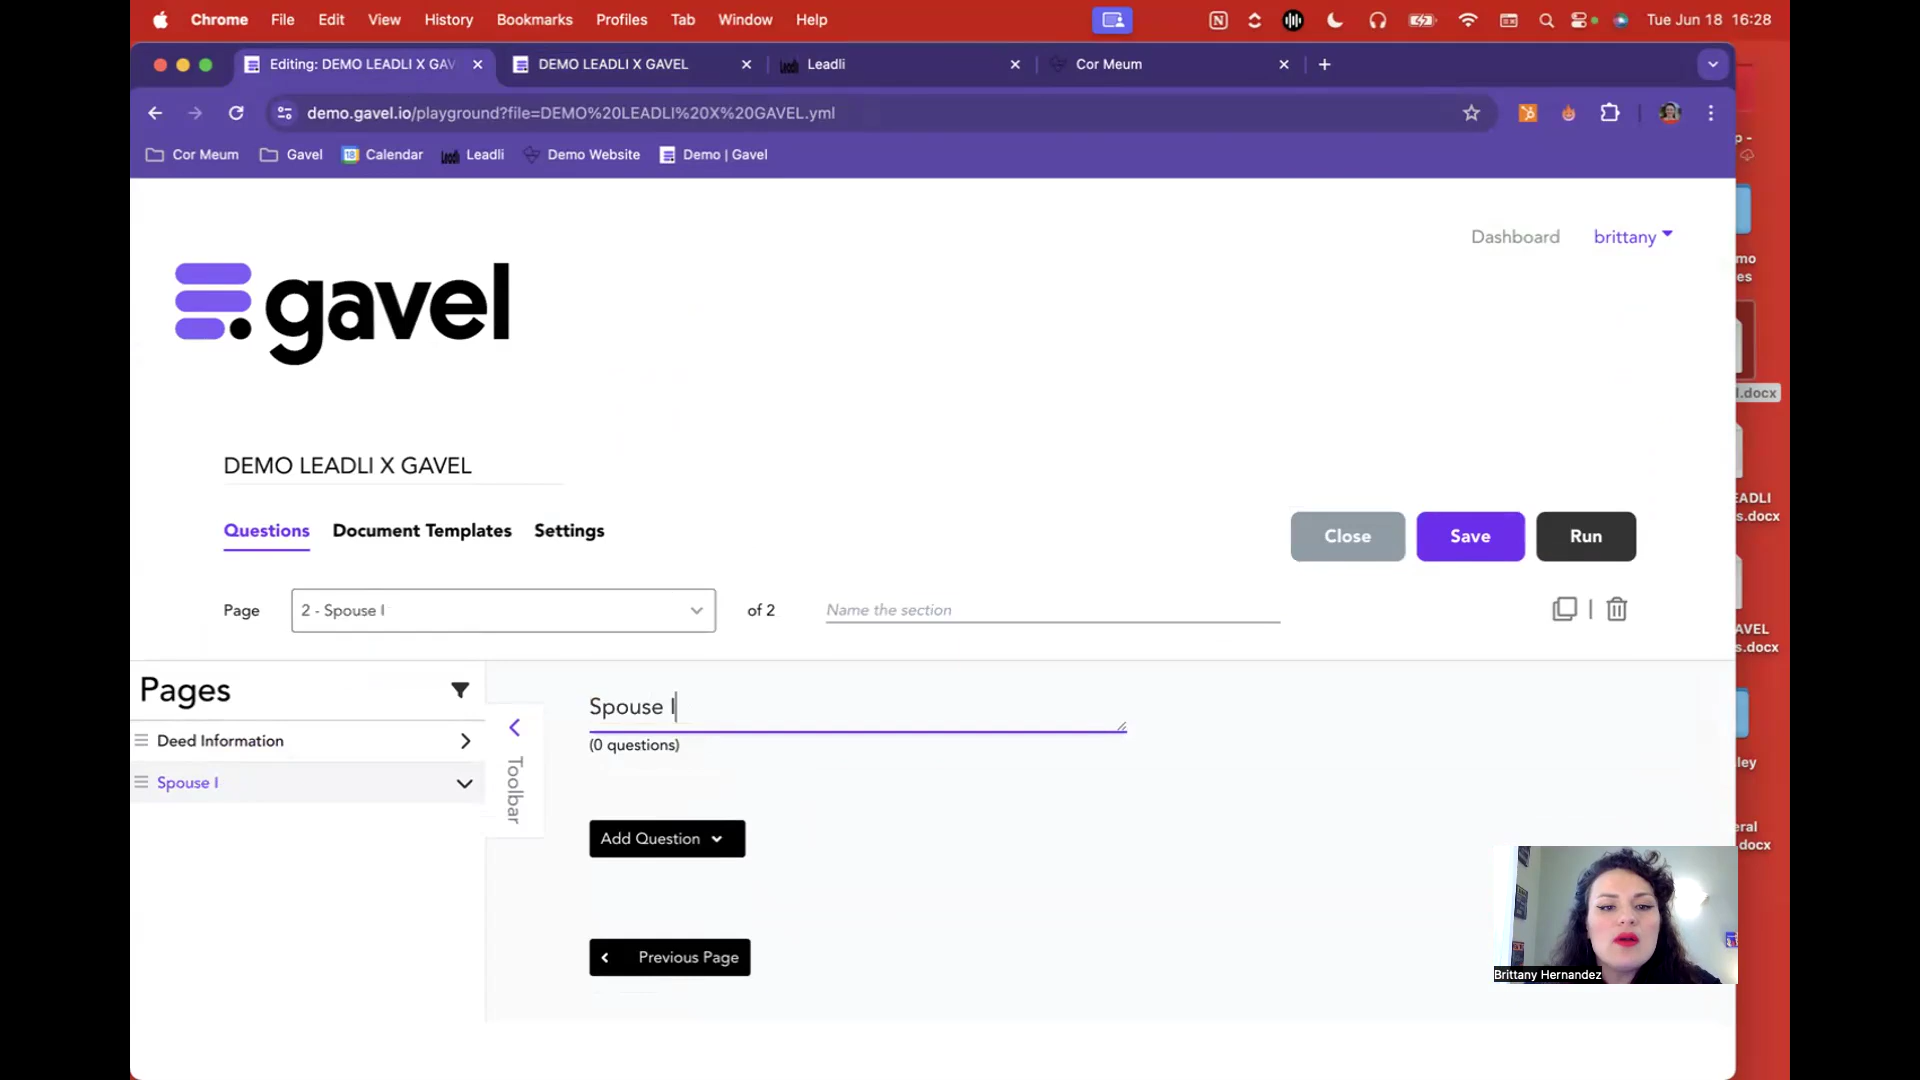 Chrome File Edit View History Bookmarks Profiles Tab Window Help Tue Jun 18 16:28
Editing: DEMO LEADLI X GAV
DEMO LEADLI X GAVEL
Leadli
Cor Meum
demo.gavel.io/playground?file=DEMO%20LEADLI%20X%20GAVEL.yml
Cor Meum Gavel Calendar Leadli Demo Website Demo | Gavel
Dashboard brittany
gavel
DEMO LEADLI X GAVEL
Questions Document Templates Settings
Close Save Run
Page 2 - Spouse I of 2 Name the section
Pages
Deed Information
Spouse I
Toolbar
Spouse I
(0 questions)
Add Question
Previous Page
Brittany Hernandez
p -
mo
es
l.docx
EADLI
s.docx
AVEL
s.docx
ley
eral
.docx